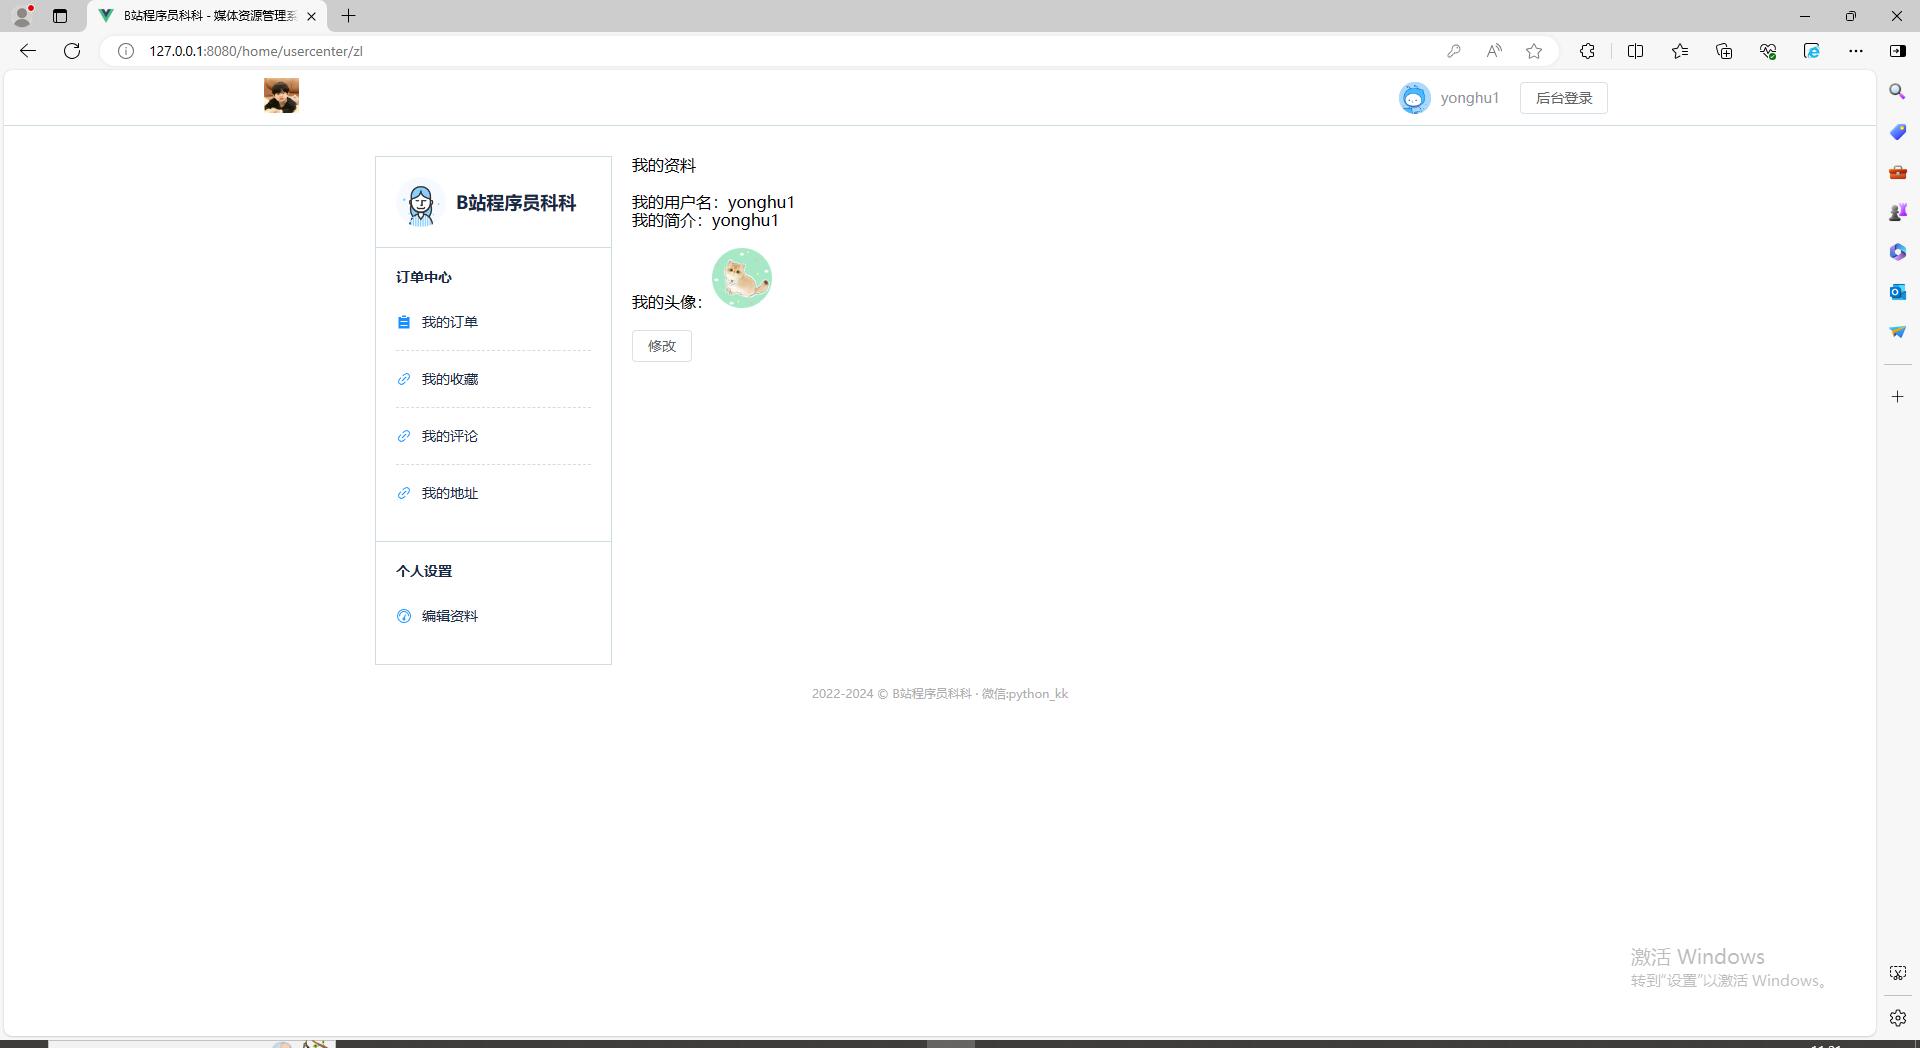 B站程序员科科 - 媒体资源管理系
127.0.0.1:8080/home/usercenter/zl
yonghu1
后台登录
B站程序员科科
订单中心
我的订单
我的收藏
我的评论
我的地址
个人设置
编辑资料
我的资料
我的用户名：yonghu1
我的简介：yonghu1
我的头像：
修改
2022-2024 © B站程序员科科 · 微信:python_kk
激活 Windows
转到"设置"以激活 Windows。